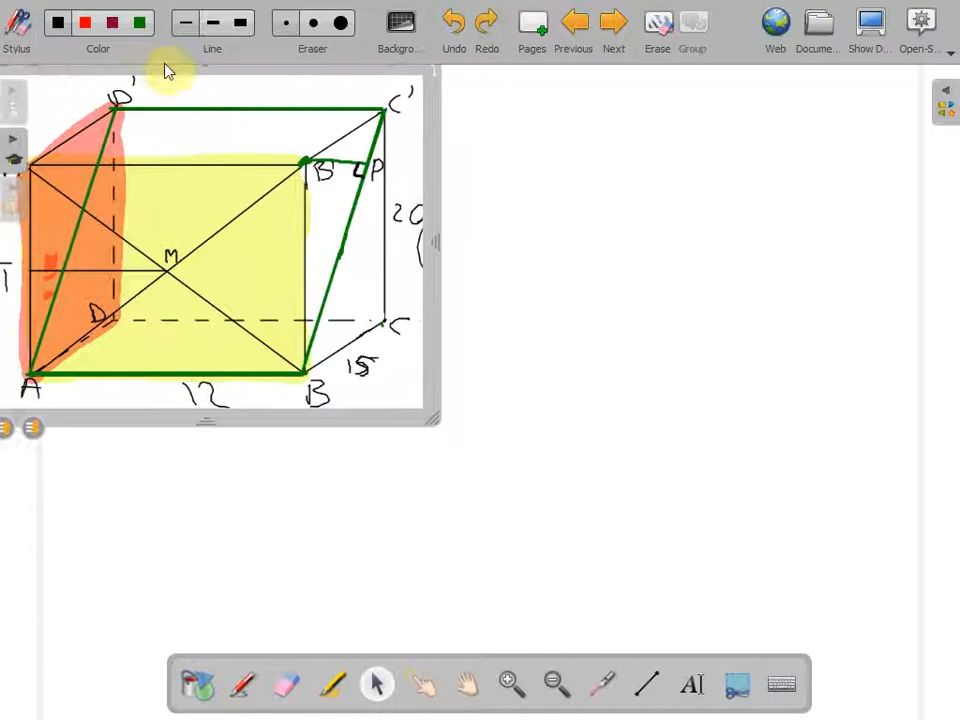 Stylus
Color
Line
Eraser
Backgro...
Undo
Redo
Pages
Previous
Next
Erase
Group
Web
Docume...
Show D...
Open-S...
D'
C'
B'
P
20
M
D
C
15
A
12
B
A